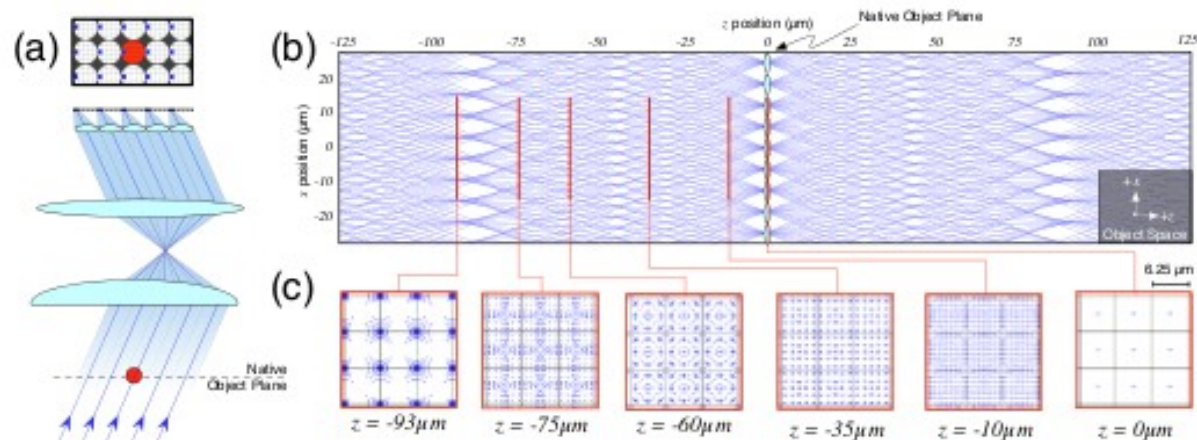 (a)
Native
Object Plane
(b)
z position (μm)
Native Object Plane
-125 -100 -75 -50 -25 0 25 50 75 100 125
x position (μm)
20
10
0
-10
-20
+x
+z
Object Space
(c)
6.25 μm
z = -93μm
z = -75μm
z = -60μm
z = -35μm
z = -10μm
z = 0μm